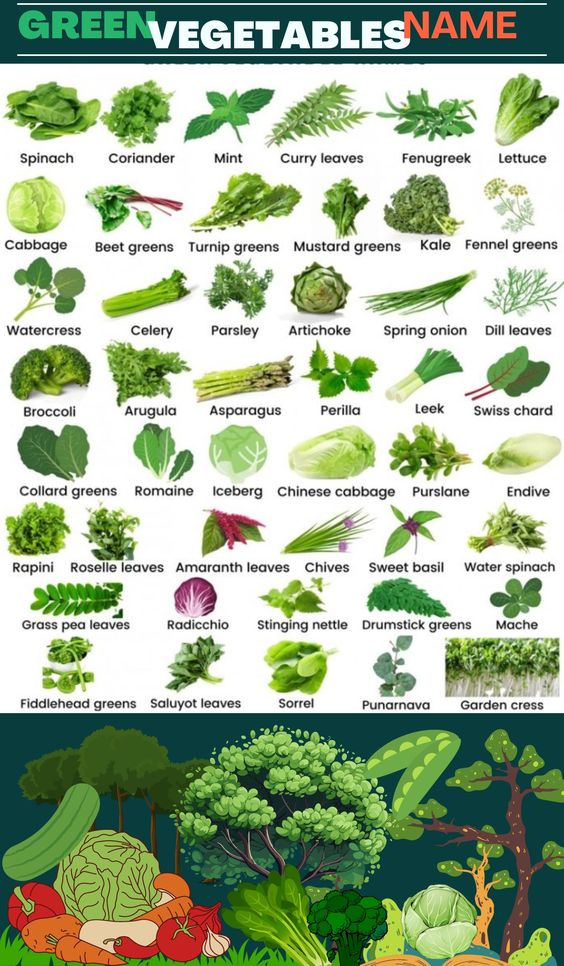 GREEN VEGETABLES NAME
Spinach Coriander Mint Curry leaves Fenugreek Lettuce
Cabbage Beet greens Turnip greens Mustard greens Kale Fennel greens
Watercress Celery Parsley Artichoke Spring onion Dill leaves
Broccoli Arugula Asparagus Perilla Leek Swiss chard
Collard greens Romaine Iceberg Chinese cabbage Purslane Endive
Rapini Roselle leaves Amaranth leaves Chives Sweet basil Water spinach
Grass pea leaves Radicchio Stinging nettle Drumstick greens Mache
Fiddlehead greens Saluyot leaves Sorrel Punarnava Garden cress